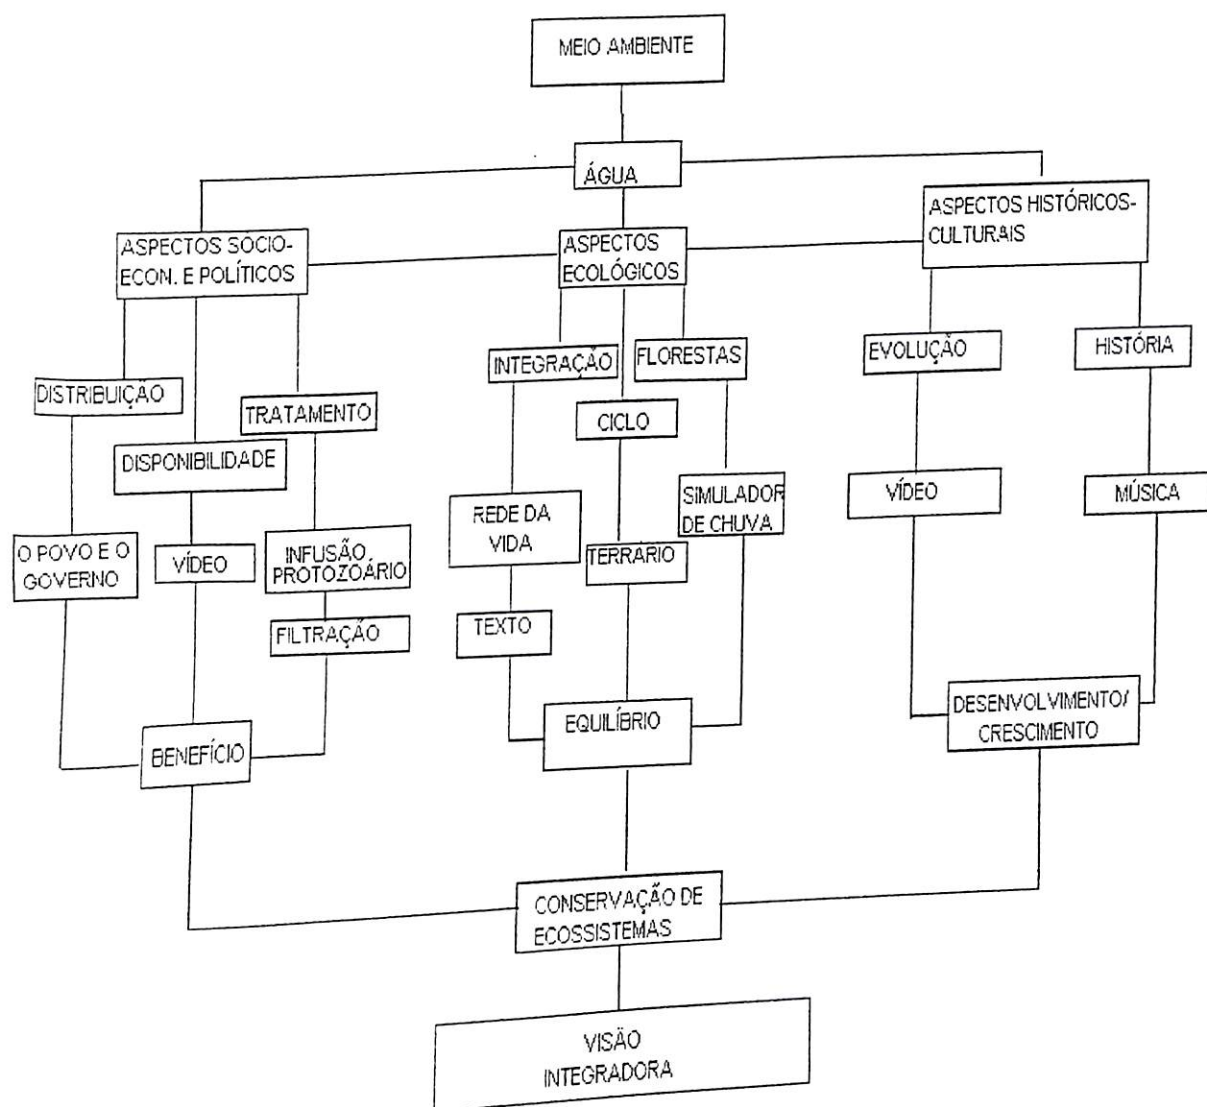 MEIO AMBIENTE
ÁGUA
ASPECTOS SÓCIO-
ECON. E POLÍTICOS
ASPECTOS
ECOLÓGICOS
ASPECTOS HISTÓRICOS-
CULTURAIS
DISTRIBUIÇÃO
DISPONIBILIDADE
TRATAMENTO
INTEGRAÇÃO
CICLO
FLORESTAS
EVOLUÇÃO
HISTÓRIA
O POVO E O
GOVERNO
VÍDEO
INFUSÃO
PROTOZOÁRIO
FILTRAÇÃO
REDE DA
VIDA
TEXTO
TERRÁRIO
SIMULADOR
DE CHUVA
VÍDEO
MÚSICA
BENEFÍCIO
EQUILÍBRIO
DESENVOLVIMENTO/
CRESCIMENTO
CONSERVAÇÃO DE
ECOSSISTEMAS
VISÃO
INTEGRADORA